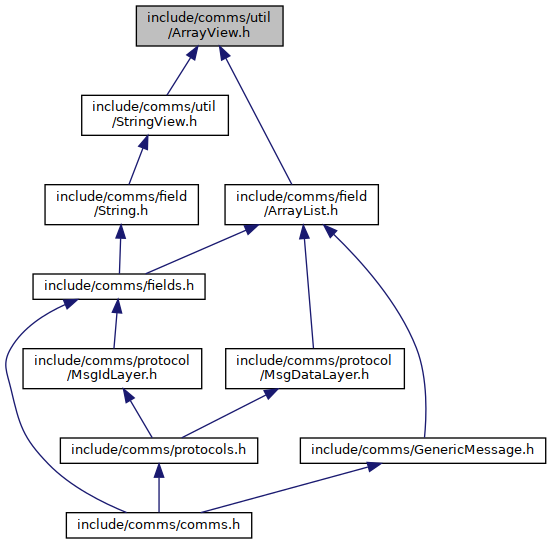 include/comms/util
/ArrayView.h
include/comms/util
/StringView.h
include/comms/field
/String.h
include/comms/field
/ArrayList.h
include/comms/fields.h
include/comms/protocol
/MsgIdLayer.h
include/comms/protocol
/MsgDataLayer.h
include/comms/protocols.h
include/comms/GenericMessage.h
include/comms/comms.h